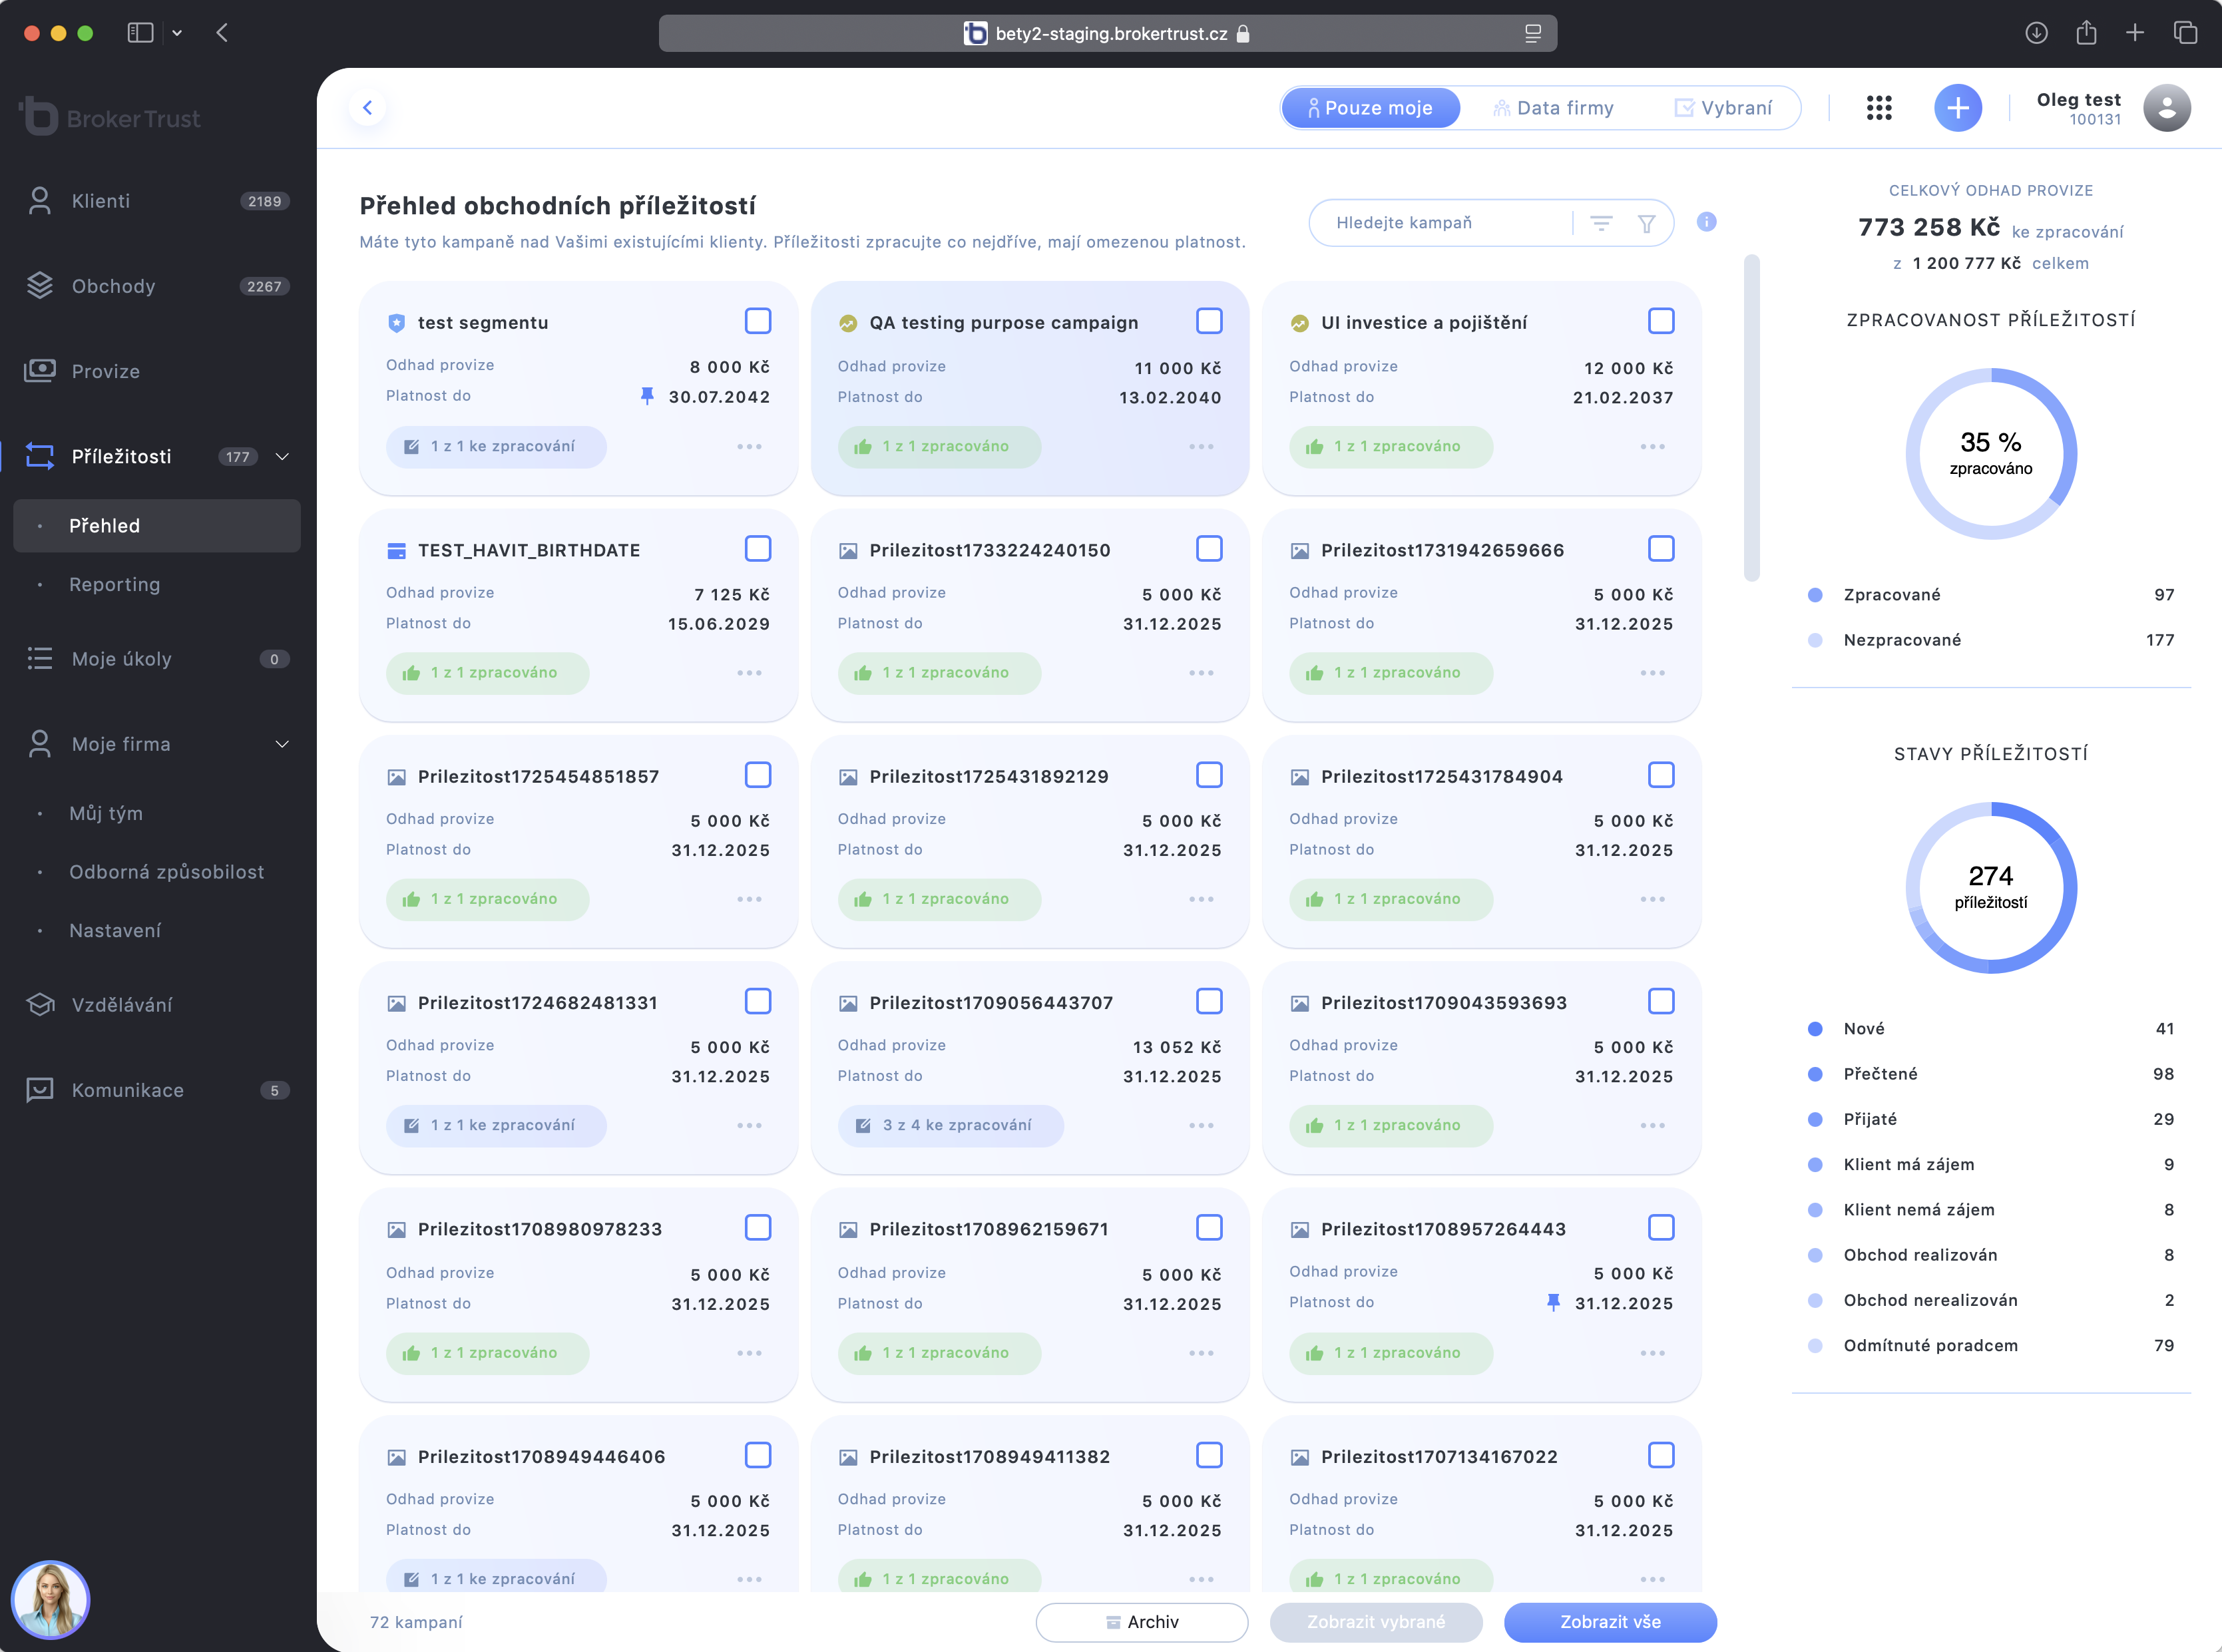 bety2-staging.brokertrust.cz
BrokerTrust
Klienti 2189
Obchody 2267
Provize
Příležitosti 177
Přehled
Reporting
Moje úkoly 0
Moje firma
Můj tým
Odborná způsobilost
Nastavení
Vzdělávání
Komunikace 5
Pouze moje Data firmy Vybraní
Oleg test
100131
Přehled obchodních příležitostí
Máte tyto kampaně nad Vašimi existujícími klienty. Příležitosti zpracujte co nejdříve, mají omezenou platnost.
Hledejte kampaň
test segmentu
Odhad provize 8 000 Kč
Platnost do 30.07.2042
1 z 1 ke zpracování
QA testing purpose campaign
Odhad provize 11 000 Kč
Platnost do 13.02.2040
1 z 1 zpracováno
UI investice a pojištění
Odhad provize 12 000 Kč
Platnost do 21.02.2037
1 z 1 zpracováno
TEST_HAVIT_BIRTHDATE
Odhad provize 7 125 Kč
Platnost do 15.06.2029
1 z 1 zpracováno
Prilezitost1733224240150
Odhad provize 5 000 Kč
Platnost do 31.12.2025
1 z 1 zpracováno
Prilezitost1731942659666
Odhad provize 5 000 Kč
Platnost do 31.12.2025
1 z 1 zpracováno
Prilezitost1725454851857
Odhad provize 5 000 Kč
Platnost do 31.12.2025
1 z 1 zpracováno
Prilezitost1725431892129
Odhad provize 5 000 Kč
Platnost do 31.12.2025
1 z 1 zpracováno
Prilezitost1725431784904
Odhad provize 5 000 Kč
Platnost do 31.12.2025
1 z 1 zpracováno
Prilezitost1724682481331
Odhad provize 5 000 Kč
Platnost do 31.12.2025
1 z 1 ke zpracování
Prilezitost1709056443707
Odhad provize 13 052 Kč
Platnost do 31.12.2025
3 z 4 ke zpracování
Prilezitost1709043593693
Odhad provize 5 000 Kč
Platnost do 31.12.2025
1 z 1 zpracováno
Prilezitost1708980978233
Odhad provize 5 000 Kč
Platnost do 31.12.2025
1 z 1 zpracováno
Prilezitost1708962159671
Odhad provize 5 000 Kč
Platnost do 31.12.2025
1 z 1 zpracováno
Prilezitost1708957264443
Odhad provize 5 000 Kč
Platnost do 31.12.2025
1 z 1 zpracováno
Prilezitost1708949446406
Odhad provize 5 000 Kč
Platnost do 31.12.2025
1 z 1 ke zpracování
Prilezitost1708949411382
Odhad provize 5 000 Kč
Platnost do 31.12.2025
1 z 1 zpracováno
Prilezitost1707134167022
Odhad provize 5 000 Kč
Platnost do 31.12.2025
1 z 1 zpracováno
72 kampaní
Archiv
Zobrazit vybrané
Zobrazit vše
CELKOVÝ ODHAD PROVIZE
773 258 Kč ke zpracování
z 1 200 777 Kč celkem
ZPRACOVANOST PŘÍLEŽITOSTÍ
35 %
zpracováno
Zpracované 97
Nezpracované 177
STAVY PŘÍLEŽITOSTÍ
274
příležitostí
Nové 41
Přečtené 98
Přijaté 29
Klient má zájem 9
Klient nemá zájem 8
Obchod realizován 8
Obchod nerealizován 2
Odmítnuté poradcem 79